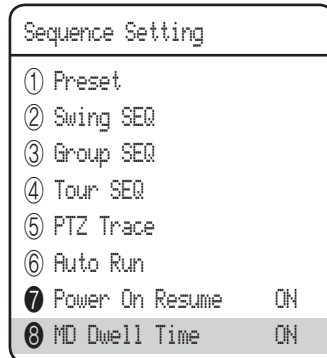 Sequence Setting
① Preset
② Swing SEQ
③ Group SEQ
④ Tour SEQ
⑤ PTZ Trace
⑥ Auto Run
❼ Power On Resume ON
❽ MD Dwell Time ON